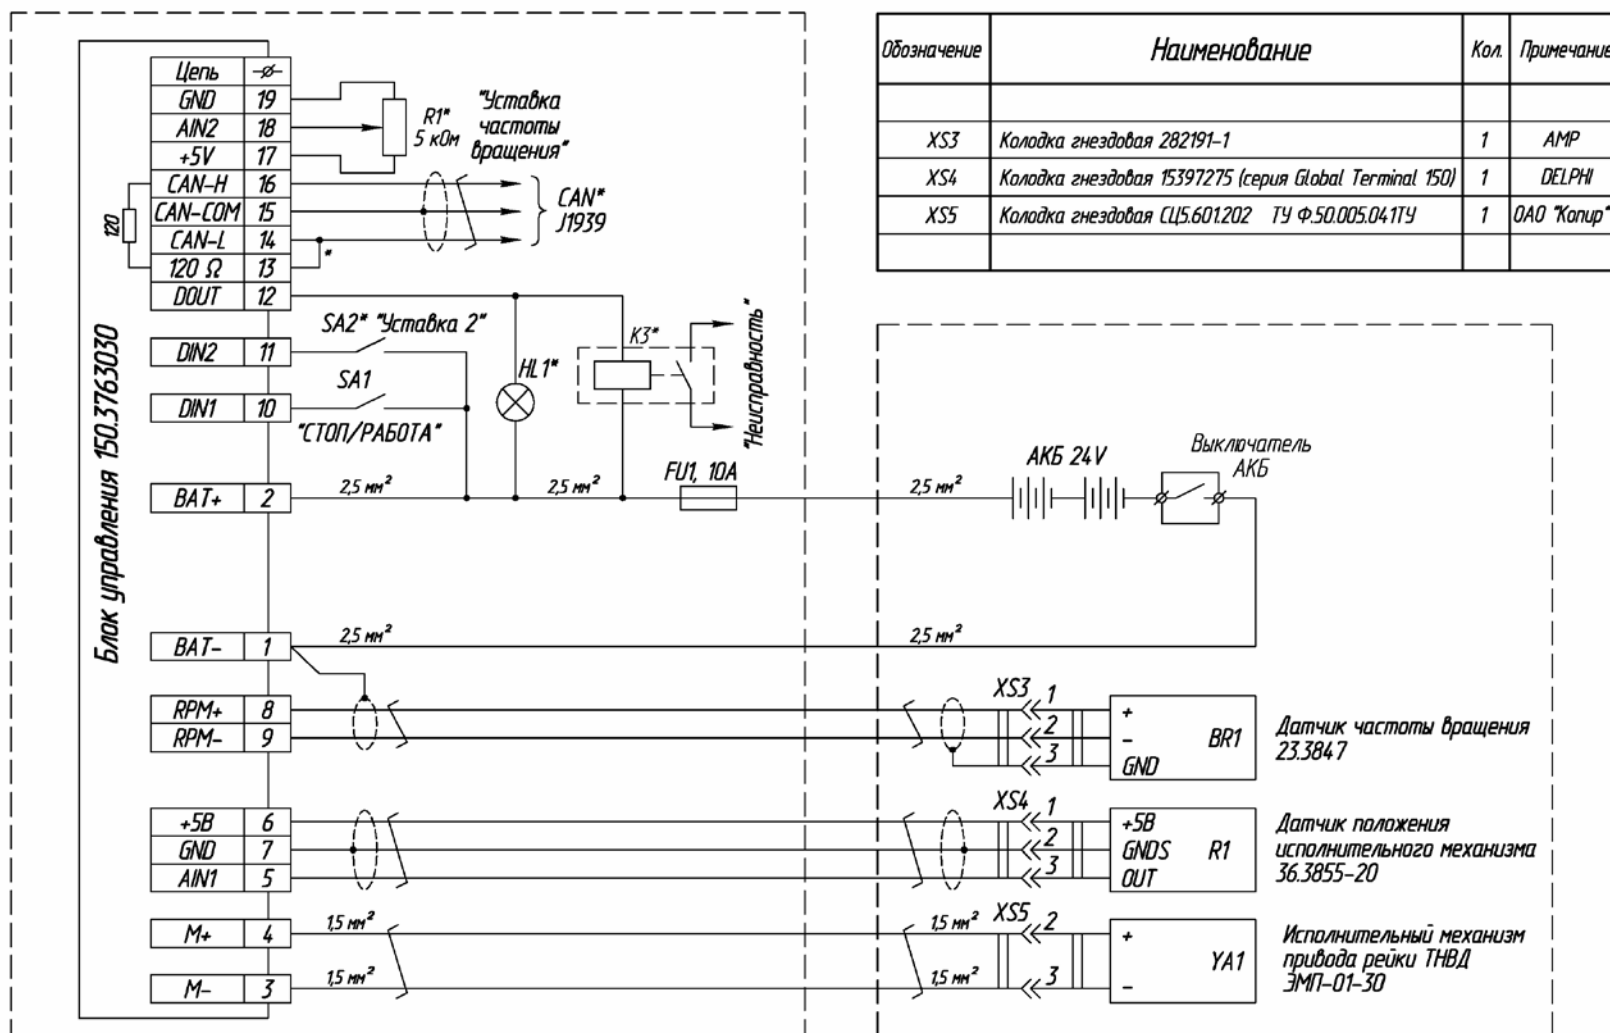 Обозначение Наименование Кол. Примечание
XS3 Колодка гнездовая 282191-1 1 AMP
XS4 Колодка гнездовая 15397275 (серия Global Terminal 150) 1 DELPHI
XS5 Колодка гнездовая СЦ5.601.202 ТУ Ф.50.005.041ТУ 1 ОАО "Копир"
Блок управления 150.3763030
Цепь
GND 19
AIN2 18
+5V 17
CAN-H 16
CAN-COM 15
CAN-L 14
120 Ω 13
DOUT 12
DIN2 11
DIN1 10
BAT+ 2
BAT- 1
RPM+ 8
RPM- 9
+5В 6
GND 7
AIN1 5
M+ 4
M- 3
120
R1*
5 кОм
"Уставка
частоты
вращения"
CAN*
J1939
*
SA2* "Уставка 2"
SA1
"СТОП/РАБОТА"
HL1*
K3*
"Неисправность"
2,5 мм²
2,5 мм²
FU1, 10А
2,5 мм²
АКБ 24V
Выключатель
АКБ
2,5 мм²
2,5 мм²
XS3
1
2
3
+
-
GND
BR1
Датчик частоты вращения
23.3847
XS4
1
2
3
+5В
GNDS
OUT
R1
Датчик положения
исполнительного механизма
36.3855-20
1,5 мм²
1,5 мм²
1,5 мм²
1,5 мм²
XS5
2
3
+
-
YA1
Исполнительный механизм
привода рейки ТНВД
ЭМП-01-30